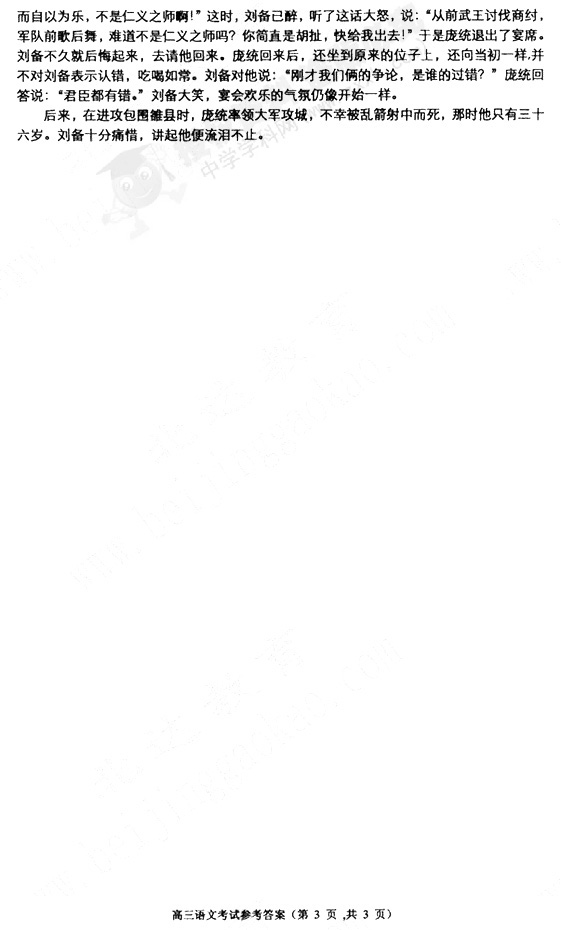 而自以为乐，不是仁义之师啊！”这时，刘备已醉，听了这话大怒，说：“从前武王讨伐商纣，
军队前歌后舞，难道不是仁义之师吗？你简直是胡扯，快给我出去！”于是庞统退出了宴席。
刘备不久就后悔起来，去请他回来。庞统回来后，还坐到原来的位子上，还向当初一样,并
不对刘备表示认错，吃喝如常。刘备对他说：“刚才我们俩的争论，是谁的过错？”庞统回
答说：“君臣都有错。”刘备大笑，宴会欢乐的气氛仍像开始一样。
后来，在进攻包围雒县时，庞统率领大军攻城，不幸被乱箭射中而死，那时他只有三十
六岁。刘备十分痛惜，讲起他便流泪不止。
中学学科网
高三语文考试参考答案（第 3 页 ,共 3 页）